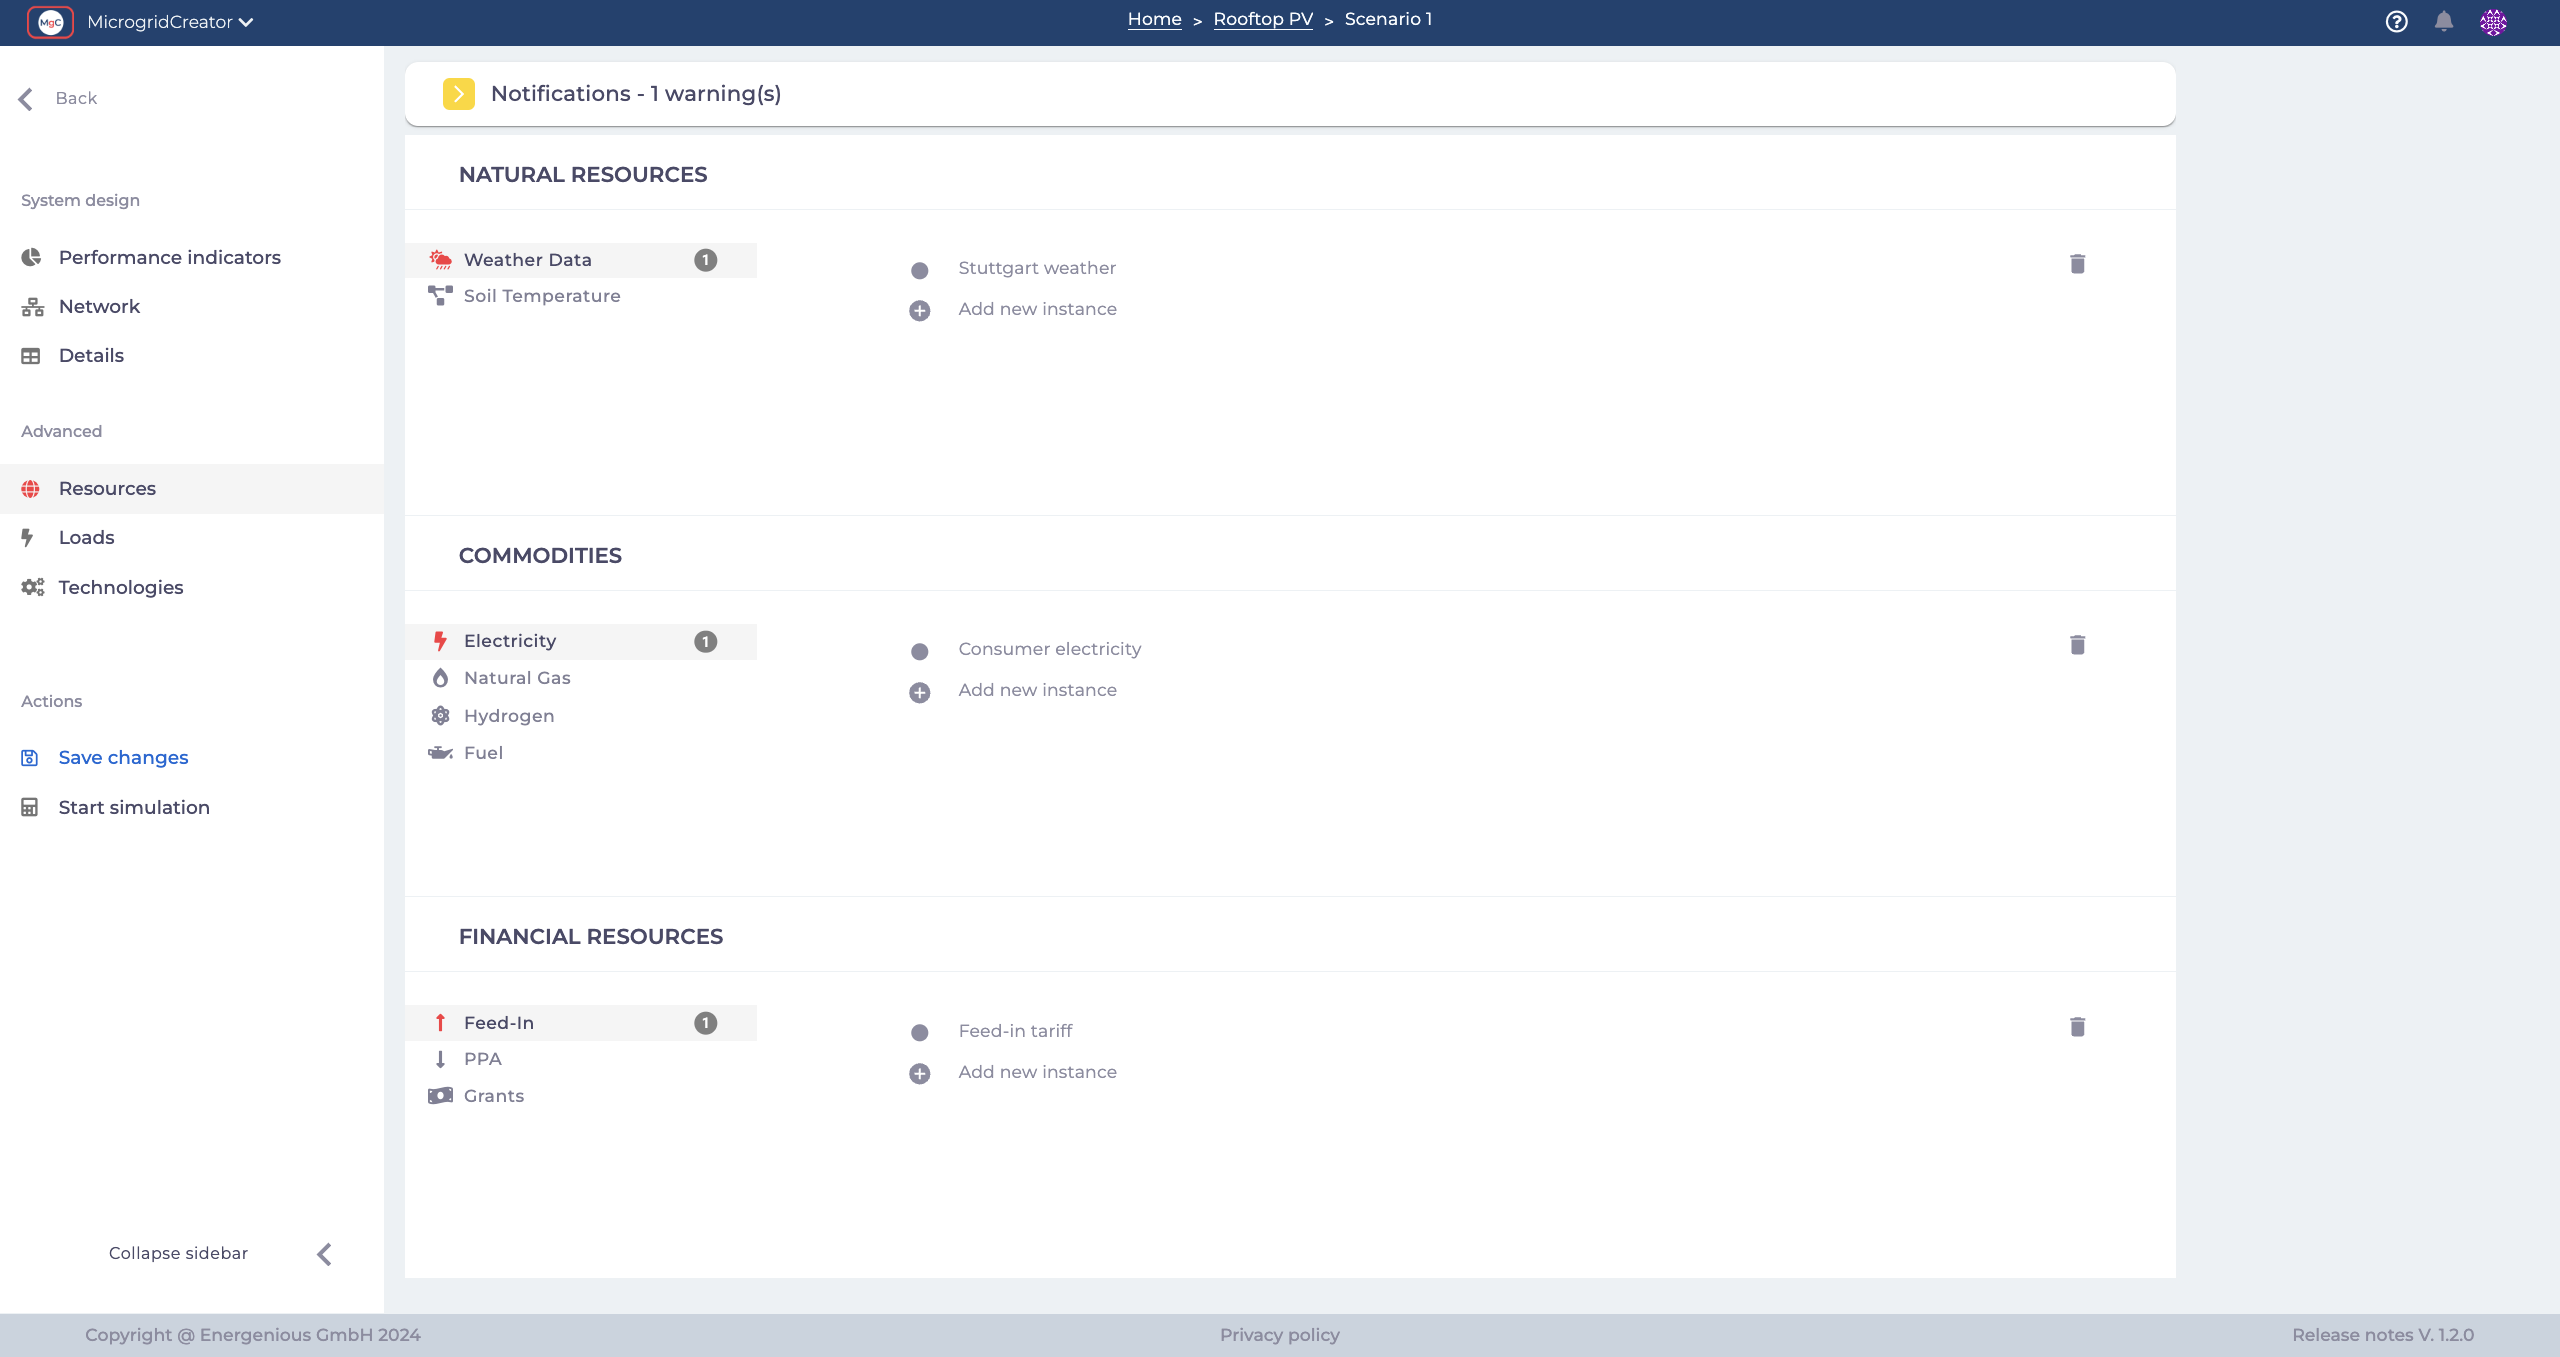 MgC MicrogridCreator
Home > Rooftop PV > Scenario 1
Back
System design
Performance indicators
Network
Details
Advanced
Resources
Loads
Technologies
Actions
Save changes
Start simulation
Collapse sidebar
Notifications - 1 warning(s)
NATURAL RESOURCES
Weather Data 1
Soil Temperature
Stuttgart weather
Add new instance
COMMODITIES
Electricity 1
Natural Gas
Hydrogen
Fuel
Consumer electricity
Add new instance
FINANCIAL RESOURCES
Feed-In 1
PPA
Grants
Feed-in tariff
Add new instance
Copyright @ Energenious GmbH 2024
Privacy policy
Release notes V. 1.2.0